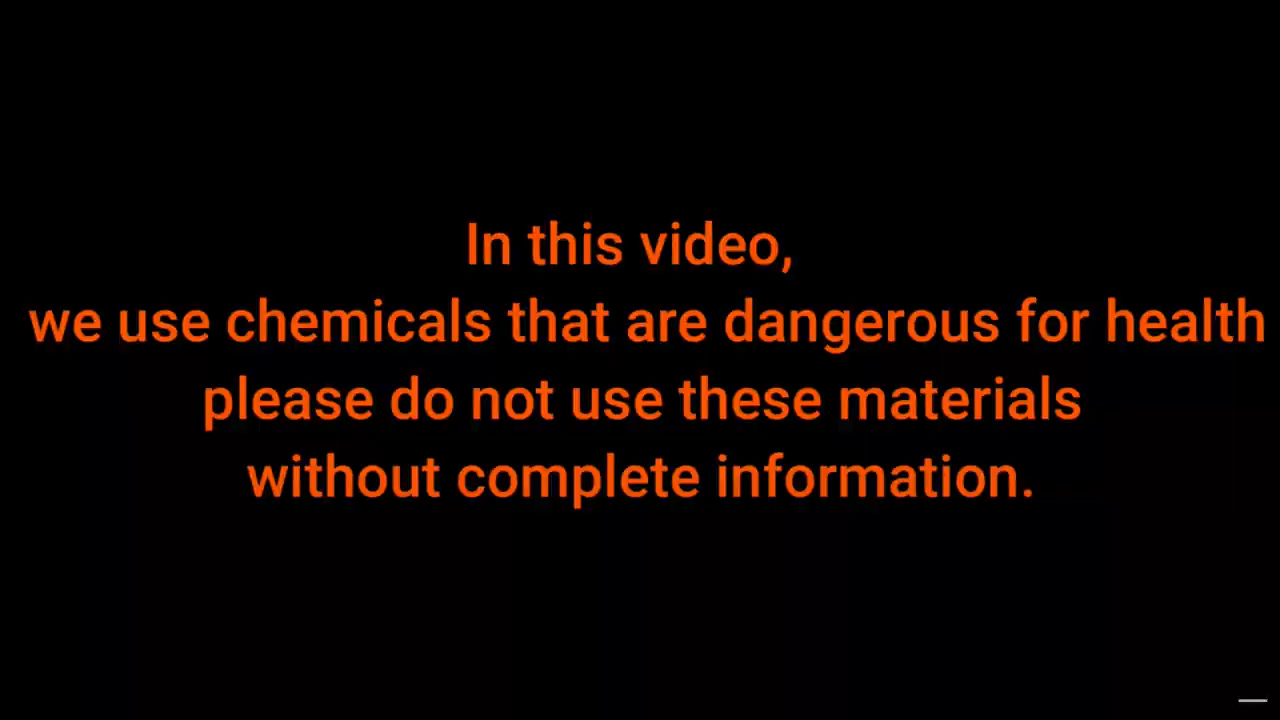 In this video,
we use chemicals that are dangerous for health
please do not use these materials
without complete information.